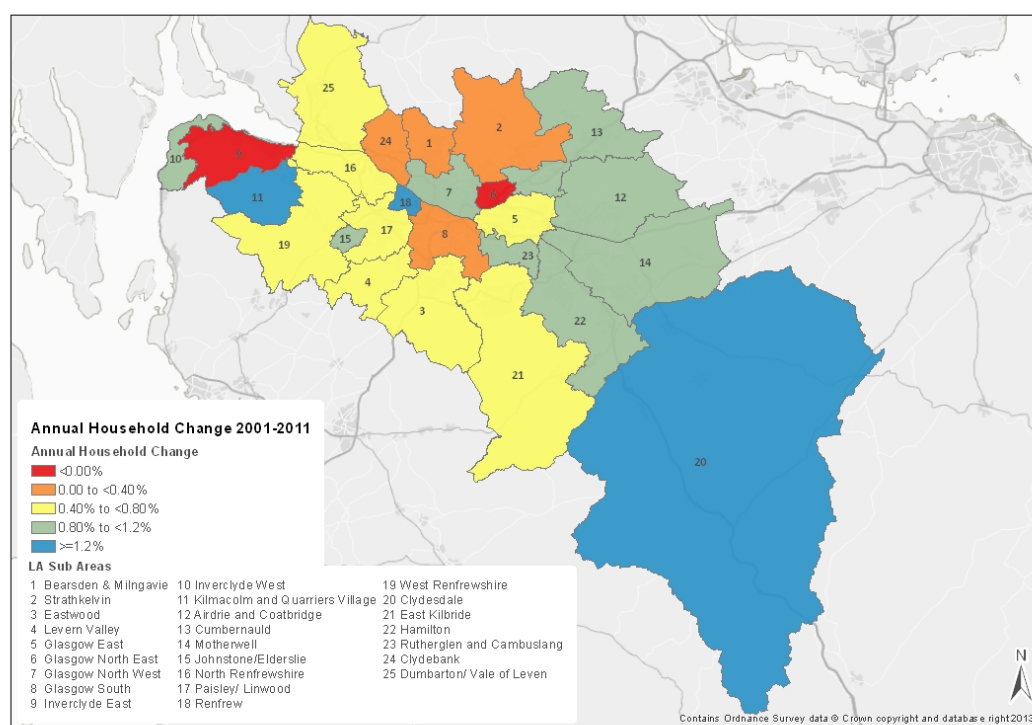 25
2
13
24
1
9
10
16
7
11
18
6
12
5
17
8
15
19
23
14
4
3
22
21
20
Annual Household Change 2001-2011
Annual Household Change
<0.00%
0.00 to <0.40%
0.40% to <0.80%
0.80% to <1.2%
>=1.2%
LA Sub Areas
1 Bearsden & Milngavie 10 Inverclyde West 19 West Renfrewshire
2 Strathkelvin 11 Kilmacolm and Quarriers Village 20 Clydesdale
3 Eastwood 12 Airdrie and Coatbridge 21 East Kilbride
4 Levern Valley 13 Cumbernauld 22 Hamilton
5 Glasgow East 14 Motherwell 23 Rutherglen and Cambuslang
6 Glasgow North East 15 Johnstone/Elderslie 24 Clydebank
7 Glasgow North West 16 North Renfrewshire 25 Dumbarton/ Vale of Leven
8 Glasgow South 17 Paisley/ Linwood
9 Inverclyde East 18 Renfrew
N
Contains Ordnance Survey data © Crown copyright and database right 2013